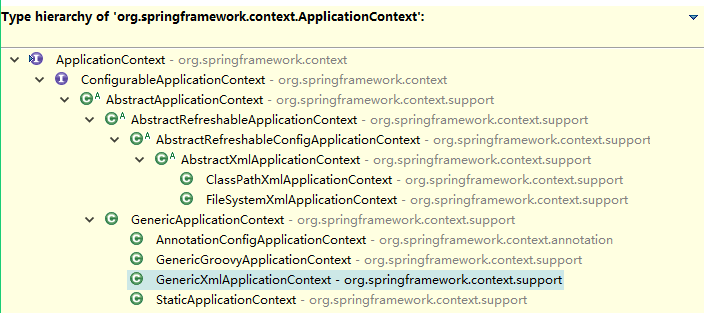 Type hierarchy of 'org.springframework.context.ApplicationContext':
ApplicationContext - org.springframework.context
ConfigurableApplicationContext - org.springframework.context
AbstractApplicationContext - org.springframework.context.support
AbstractRefreshableApplicationContext - org.springframework.context.support
AbstractRefreshableConfigApplicationContext - org.springframework.context.support
AbstractXmlApplicationContext - org.springframework.context.support
ClassPathXmlApplicationContext - org.springframework.context.support
FileSystemXmlApplicationContext - org.springframework.context.support
GenericApplicationContext - org.springframework.context.support
AnnotationConfigApplicationContext - org.springframework.context.annotation
GenericGroovyApplicationContext - org.springframework.context.support
GenericXmlApplicationContext - org.springframework.context.support
StaticApplicationContext - org.springframework.context.support